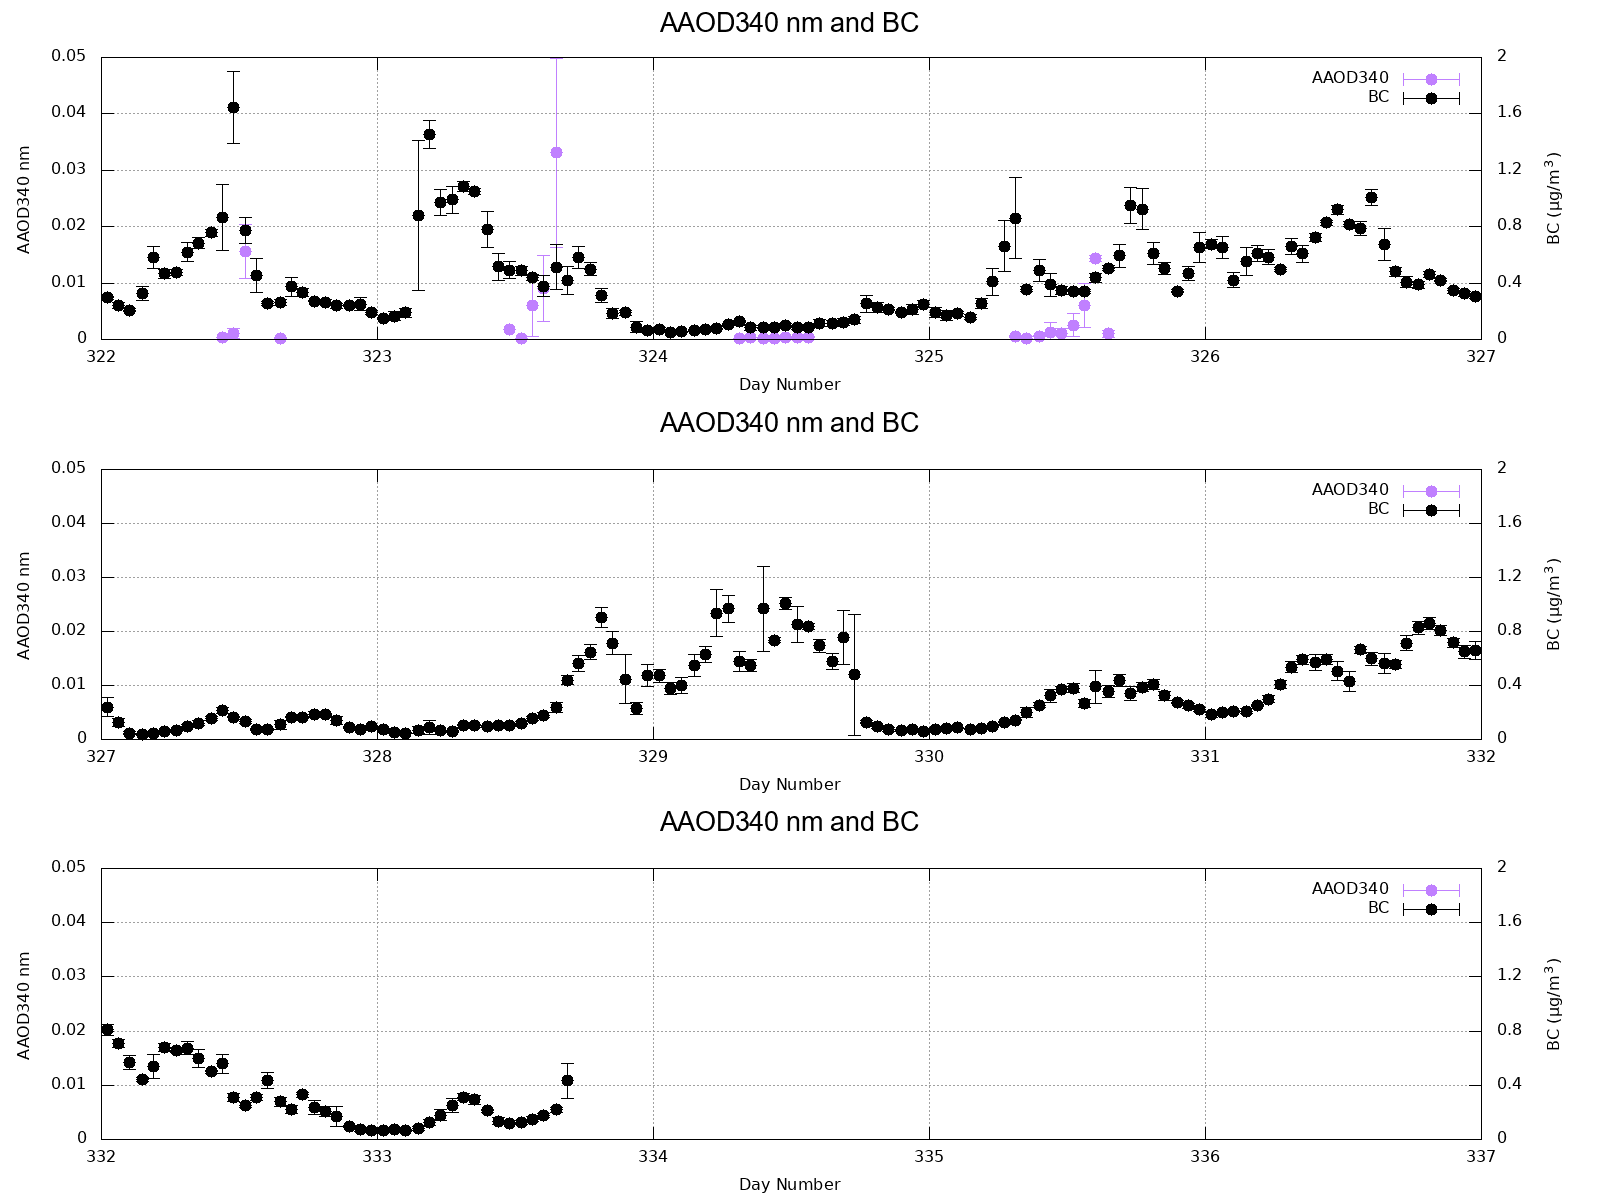 AAOD340 nm and BC
0.05
0.04
0.03
0.02
0.01
0
AAOD340 nm
2
1.6
1.2
0.8
0.4
0
BC (µg/m3)
AAOD340
BC
322 323 324 325 326 327
Day Number
AAOD340 nm and BC
0.05
0.04
0.03
0.02
0.01
0
AAOD340 nm
2
1.6
1.2
0.8
0.4
0
BC (µg/m3)
AAOD340
BC
327 328 329 330 331 332
Day Number
AAOD340 nm and BC
0.05
0.04
0.03
0.02
0.01
0
AAOD340 nm
2
1.6
1.2
0.8
0.4
0
BC (µg/m3)
AAOD340
BC
332 333 334 335 336 337
Day Number